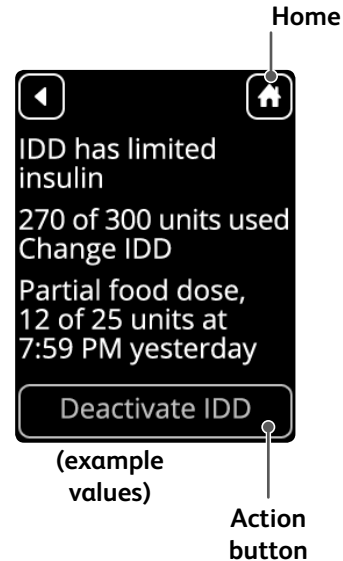 Home
IDD has limited
insulin
270 of 300 units used
Change IDD
Partial food dose,
12 of 25 units at
7:59 PM yesterday
Deactivate IDD
(example
values)
Action
button